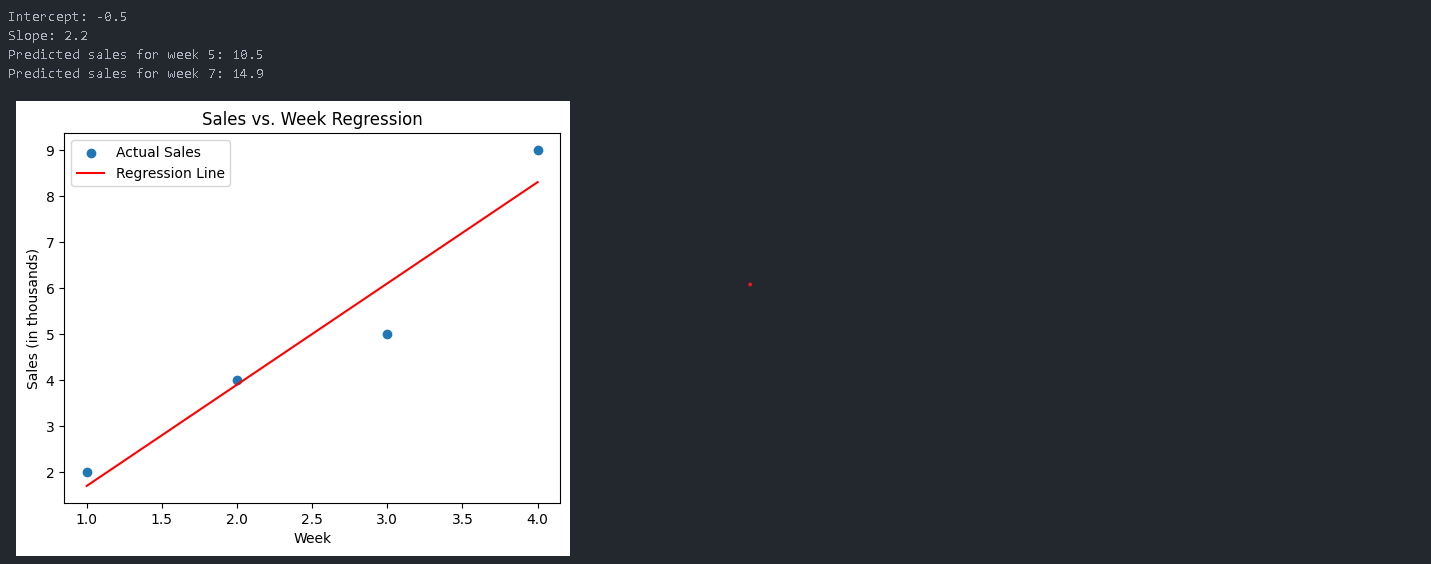 Intercept: -0.5
Slope: 2.2
Predicted sales for week 5: 10.5
Predicted sales for week 7: 14.9
Sales vs. Week Regression
Actual Sales
Regression Line
Sales (in thousands)
9
8
7
6
5
4
3
2
1.0 1.5 2.0 2.5 3.0 3.5 4.0
Week